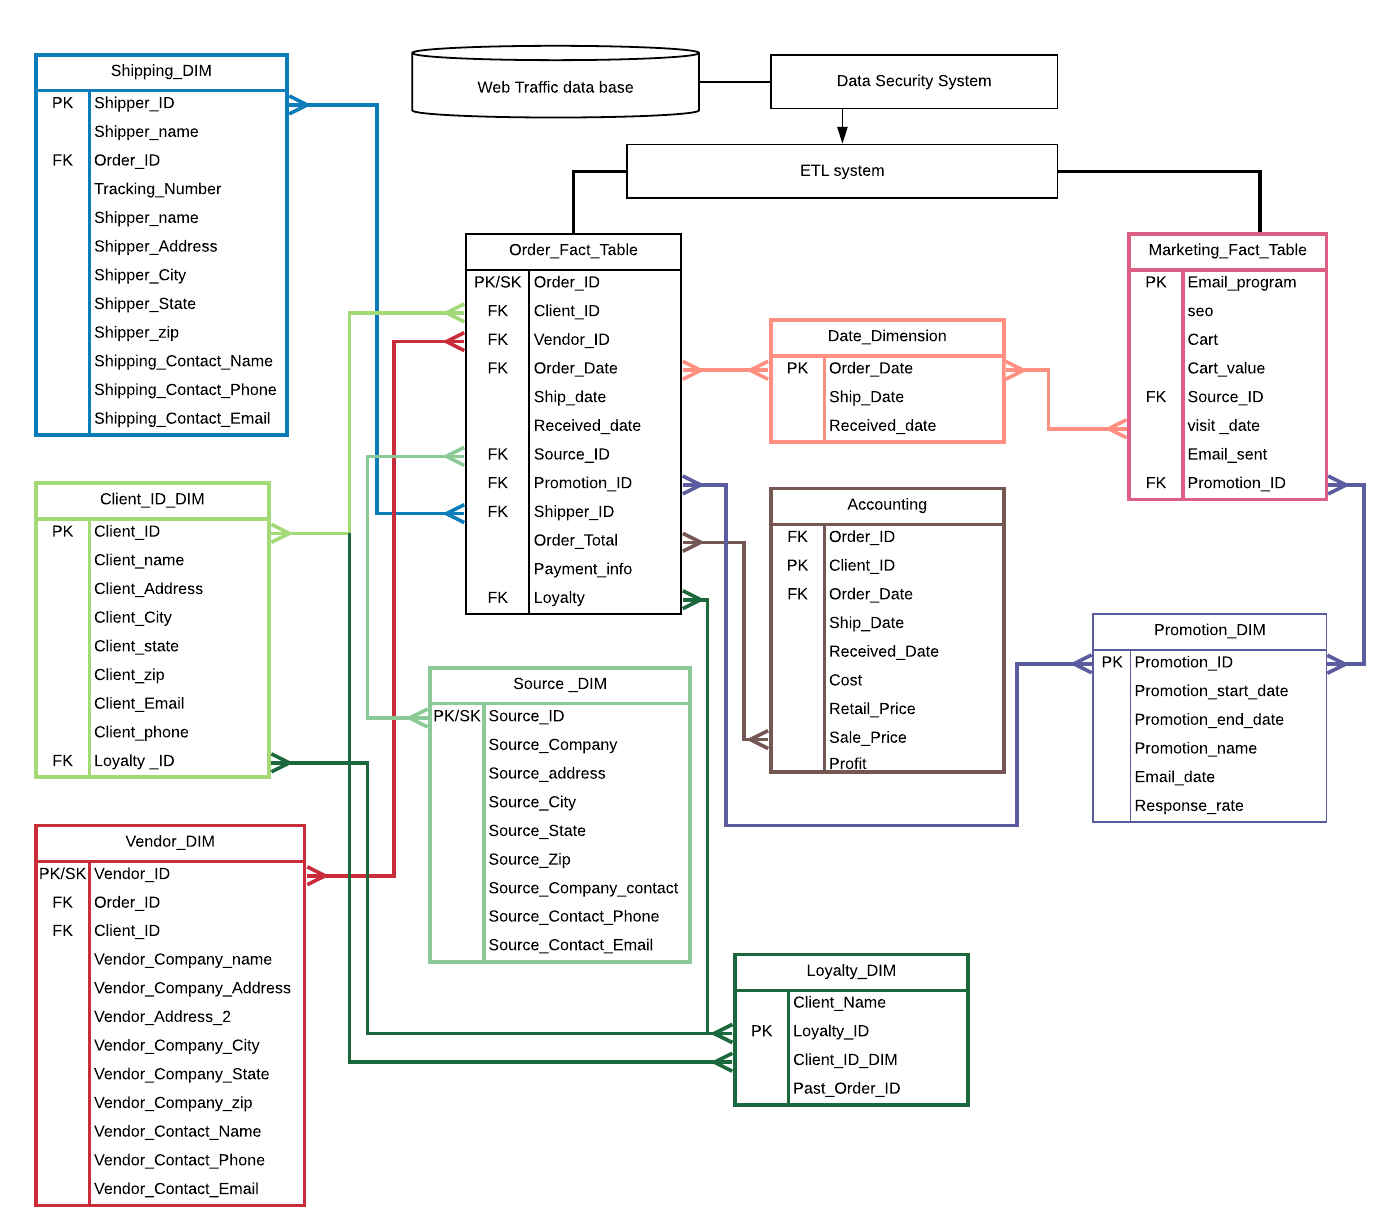 Web Traffic data base
Data Security System
ETL system
Shipping_DIM
PK Shipper_ID
Shipper_name
FK Order_ID
Tracking_Number
Shipper_name
Shipper_Address
Shipper_City
Shipper_State
Shipper_zip
Shipping_Contact_Name
Shipping_Contact_Phone
Shipping_Contact_Email
Order_Fact_Table
PK/SK Order_ID
FK Client_ID
FK Vendor_ID
FK Order_Date
Ship_date
Received_date
FK Source_ID
FK Promotion_ID
FK Shipper_ID
Order_Total
Payment_info
FK Loyalty
Marketing_Fact_Table
PK Email_program
seo
Cart
Cart_value
FK Source_ID
visit _date
Email_sent
FK Promotion_ID
Date_Dimension
PK Order_Date
Ship_Date
Received_date
Client_ID_DIM
PK Client_ID
Client_name
Client_Address
Client_City
Client_state
Client_zip
Client_Email
Client_phone
FK Loyalty _ID
Accounting
FK Order_ID
PK Client_ID
FK Order_Date
Ship_Date
Received_Date
Cost
Retail_Price
Sale_Price
Profit
Promotion_DIM
PK Promotion_ID
Promotion_start_date
Promotion_end_date
Promotion_name
Email_date
Response_rate
Source _DIM
PK/SK Source_ID
Source_Company
Source_address
Source_City
Source_State
Source_Zip
Source_Company_contact
Source_Contact_Phone
Source_Contact_Email
Vendor_DIM
PK/SK Vendor_ID
FK Order_ID
FK Client_ID
Vendor_Company_name
Vendor_Company_Address
Vendor_Address_2
Vendor_Company_City
Vendor_Company_State
Vendor_Company_zip
Vendor_Contact_Name
Vendor_Contact_Phone
Vendor_Contact_Email
Loyalty_DIM
Client_Name
PK Loyalty_ID
Client_ID_DIM
Past_Order_ID